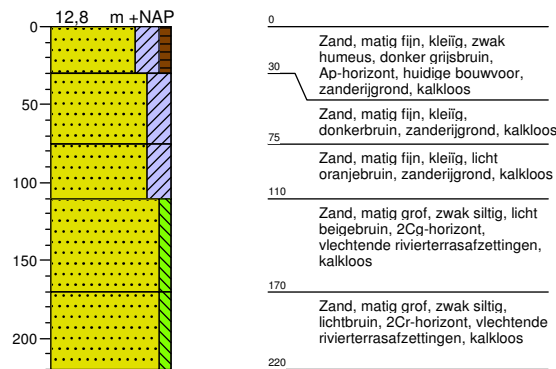 12,8 m +NAP
0
50
100
150
200
0
Zand, matig fijn, kleiïg, zwak
humeus, donker grijsbruin,
Ap-horizont, huidige bouwvoor,
zanderijgrond, kalkloos
30
Zand, matig fijn, kleiïg,
donkerbruin, zanderijgrond, kalkloos
75
Zand, matig fijn, kleiïg, licht
oranjebruin, zanderijgrond, kalkloos
110
Zand, matig grof, zwak siltig, licht
beigebruin, 2Cg-horizont,
vlechtende rivierterrasafzettingen,
kalkloos
170
Zand, matig grof, zwak siltig,
lichtbruin, 2Cr-horizont, vlechtende
rivierterrasafzettingen, kalkloos
220